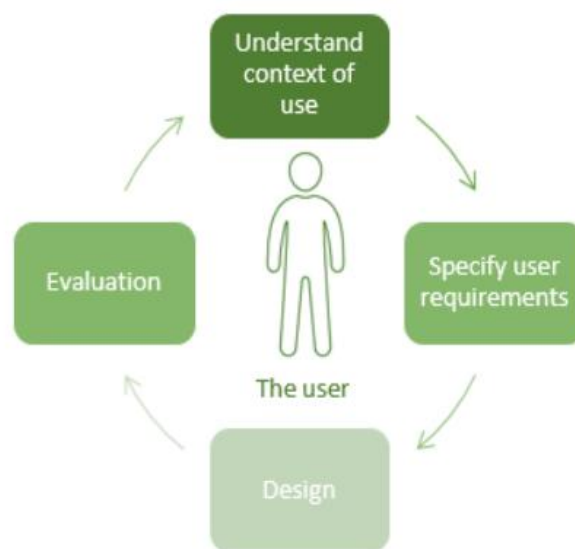 Understand
context of
use
Evaluation
Specify user
requirements
The user
Design